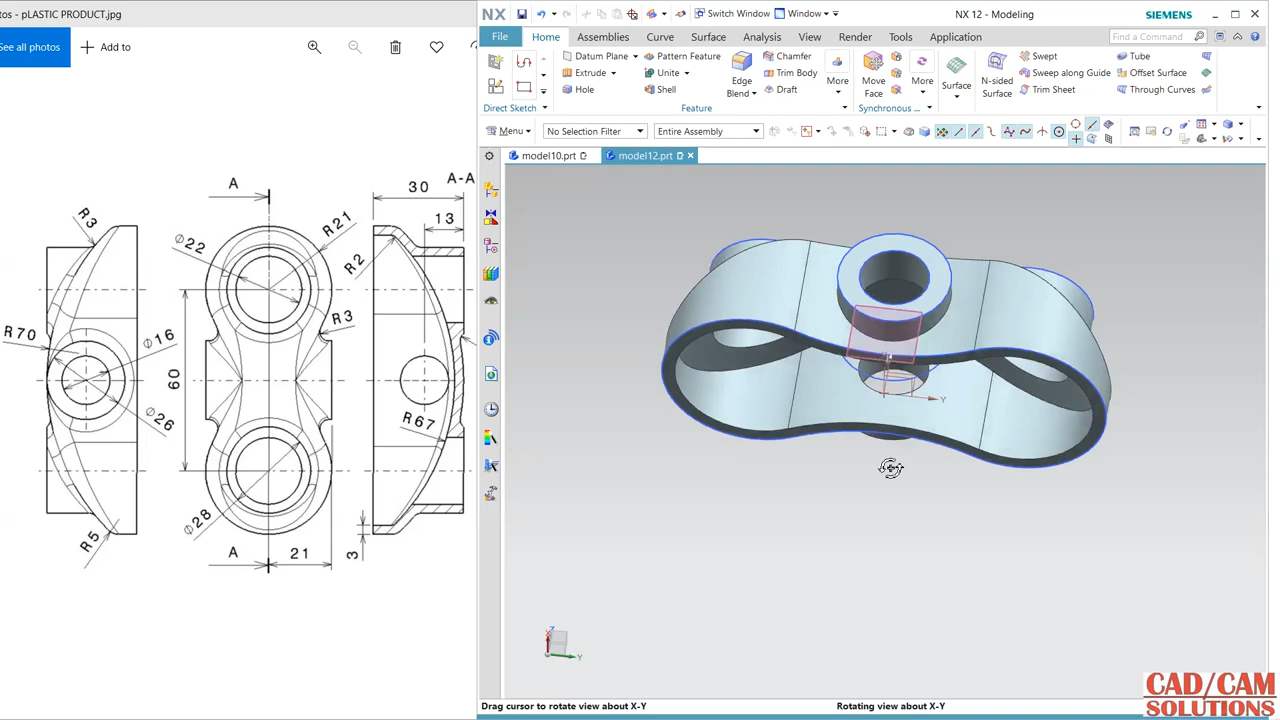 otos - pLASTIC PRODUCT.jpg
See all photos
Add to
NX
Switch Window
Window
NX 12 - Modeling
SIEMENS
File
Home
Assemblies
Curve
Surface
Analysis
View
Render
Tools
Application
Find a Command
Datum Plane
Extrude
Hole
Pattern Feature
Unite
Shell
Edge
Blend
Chamfer
Trim Body
Draft
More
Move
Face
More
Surface
N-sided
Surface
Swept
Sweep along Guide
Trim Sheet
Tube
Offset Surface
Through Curves
Direct Sketch
Feature
Synchronous ...
Menu
No Selection Filter
Entire Assembly
model10.prt
model12.prt
A
30
A-A
13
R3
Ø22
R21
R2
R3
R70
Ø16
60
Ø26
R67
Ø28
R5
A
21
3
Y
Z
X
Y
Drag cursor to rotate view about X-Y
Rotating view about X-Y
CAD/CAM
SOLUTIONS